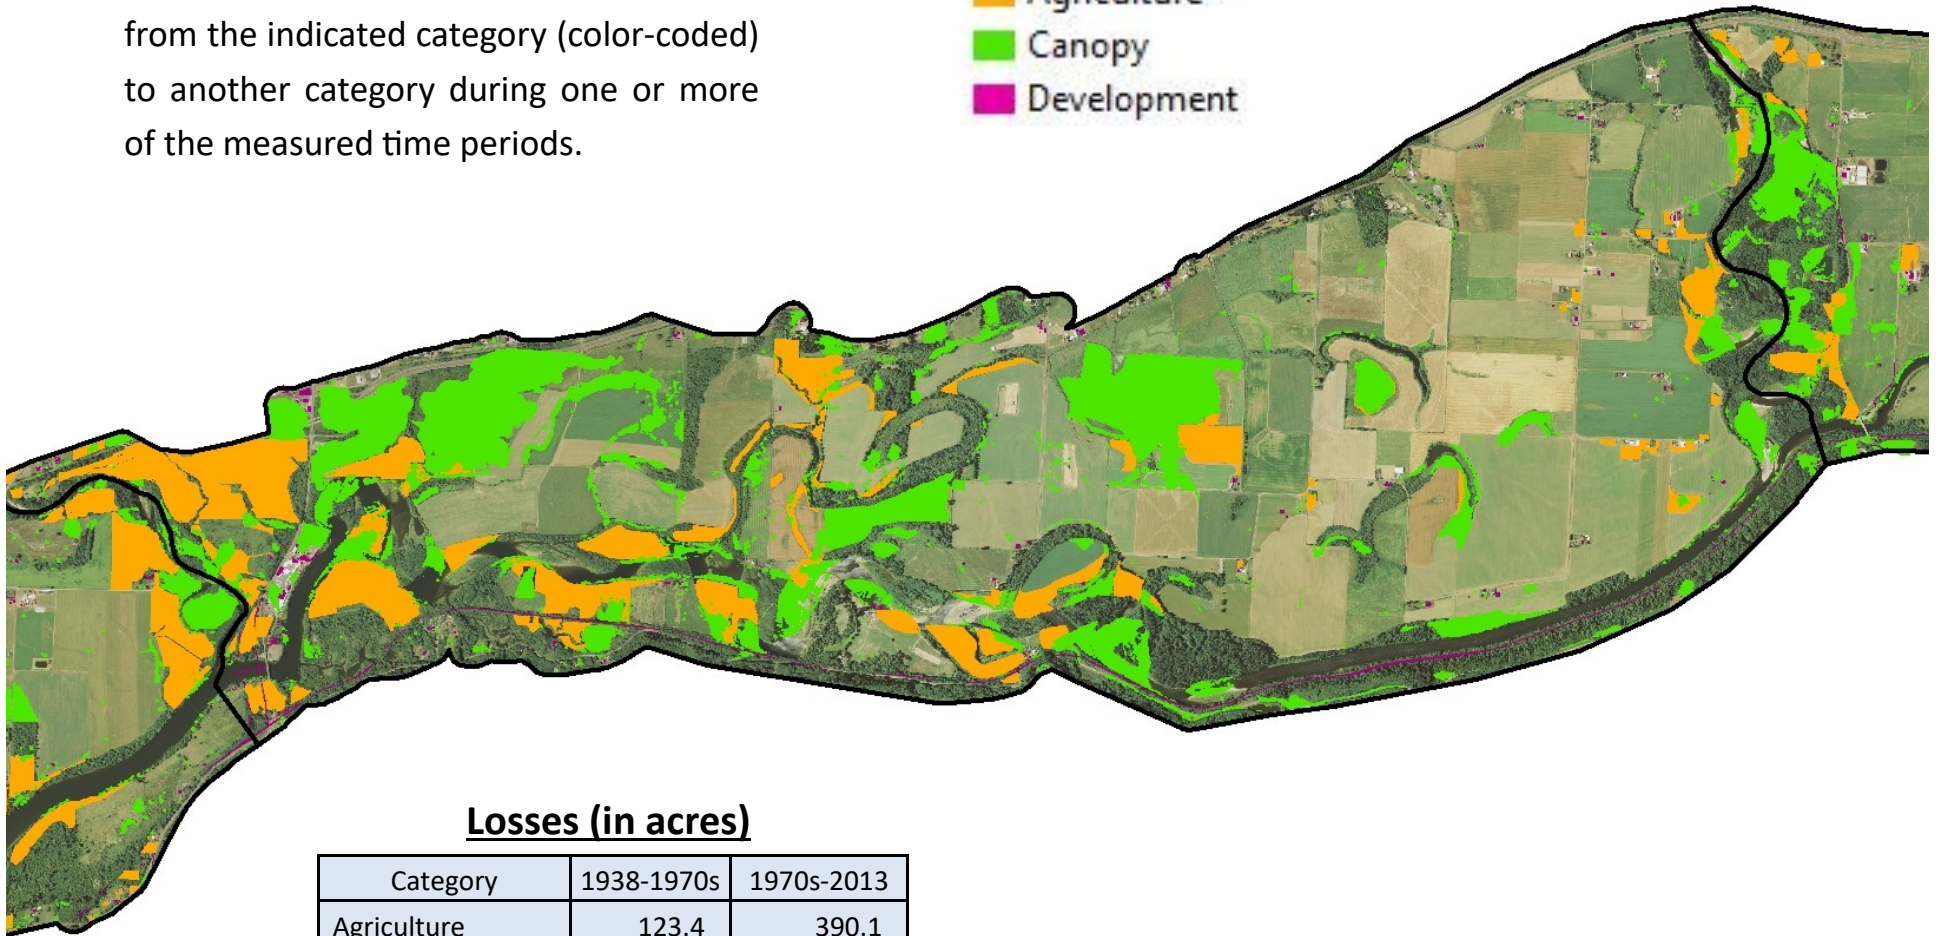 from the indicated category (color-coded)
to another category during one or more
of the measured time periods.
Agriculture
Canopy
Development
Losses (in acres)
Category 1938-1970s 1970s-2013
Agriculture 123.4 390.1